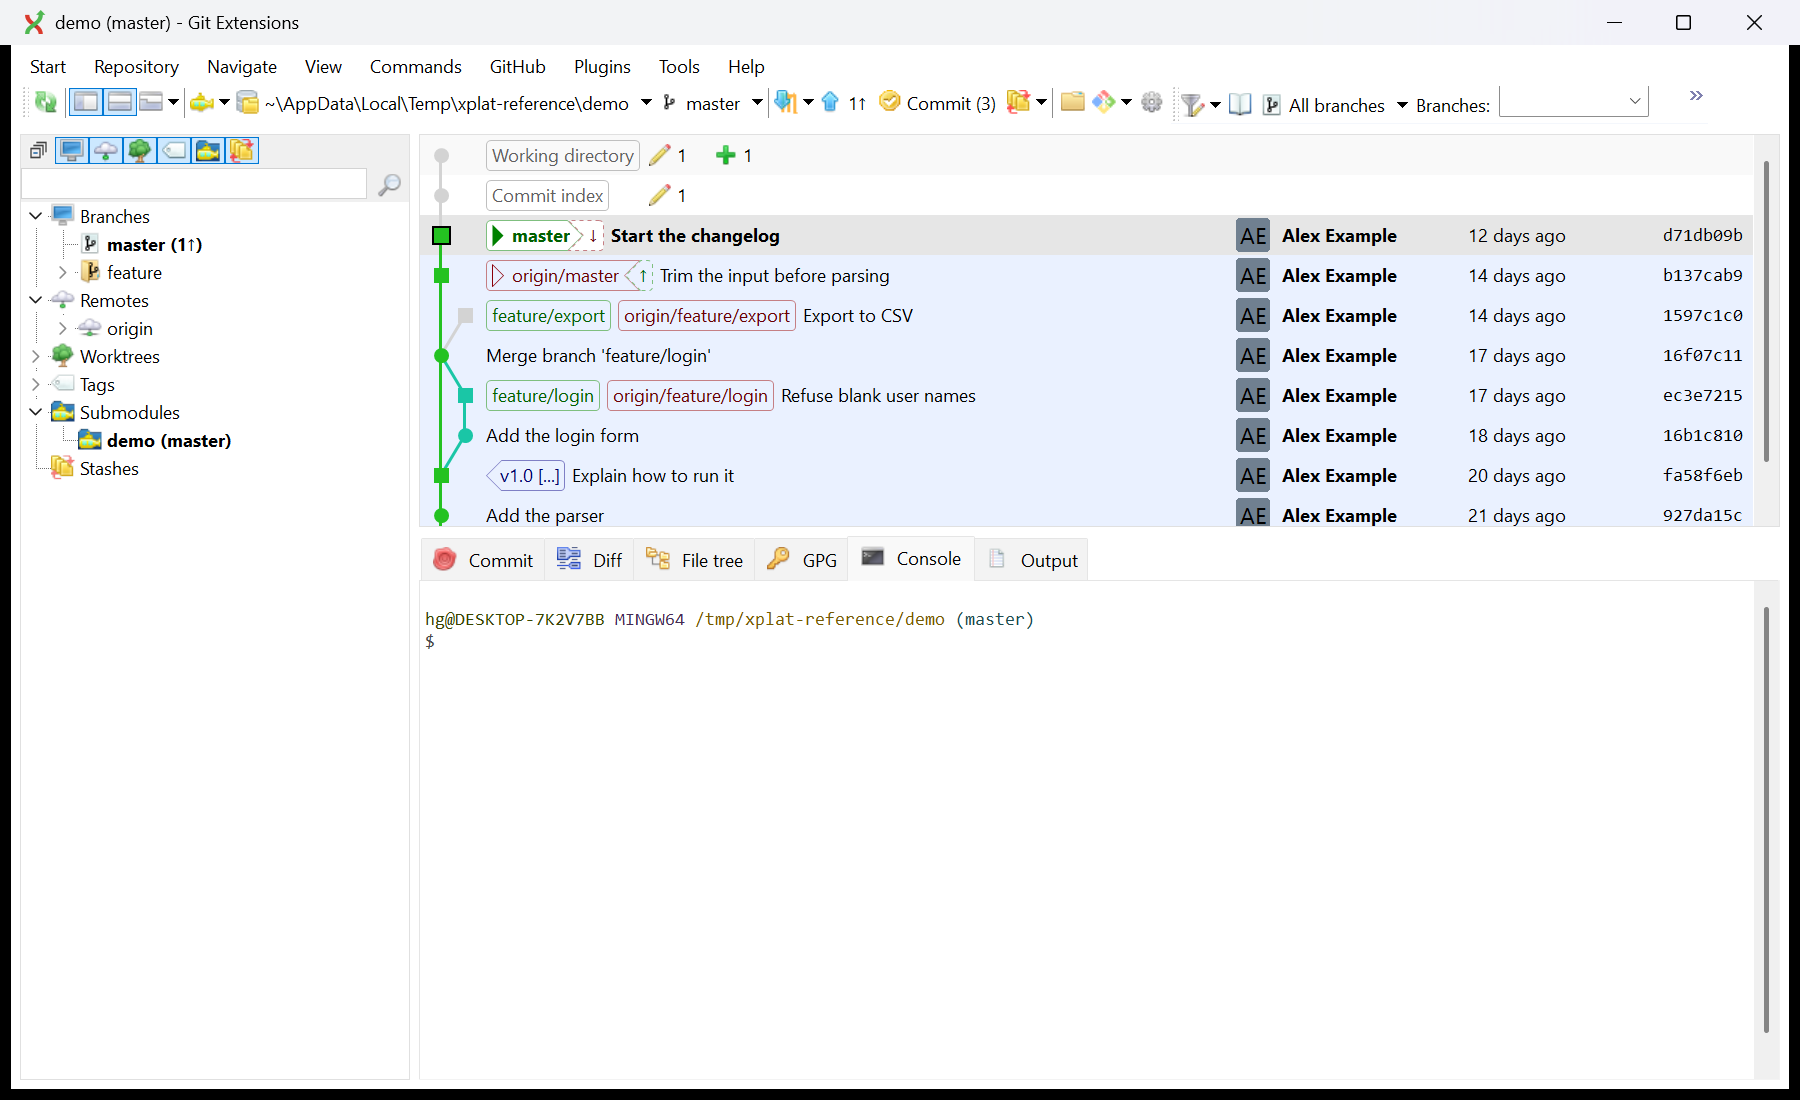 demo (master) - Git Extensions
Start Repository Navigate View Commands GitHub Plugins Tools Help
~\AppData\Local\Temp\xplat-reference\demo master 1↑ Commit (3) All branches Branches: »
Working directory 1 1
Commit index 1
master ↓ Start the changelog AE Alex Example 12 days ago d71db09b
origin/master ↑ Trim the input before parsing AE Alex Example 14 days ago b137cab9
feature/export origin/feature/export Export to CSV AE Alex Example 14 days ago 1597c1c0
Merge branch 'feature/login' AE Alex Example 17 days ago 16f07c11
feature/login origin/feature/login Refuse blank user names AE Alex Example 17 days ago ec3e7215
Add the login form AE Alex Example 18 days ago 16b1c810
v1.0 [...] Explain how to run it AE Alex Example 20 days ago fa58f6eb
Add the parser AE Alex Example 21 days ago 927da15c
Branches
master (1↑)
feature
Remotes
origin
Worktrees
Tags
Submodules
demo (master)
Stashes
Commit Diff File tree GPG Console Output
hg@DESKTOP-7K2V7BB MINGW64 /tmp/xplat-reference/demo (master)
$